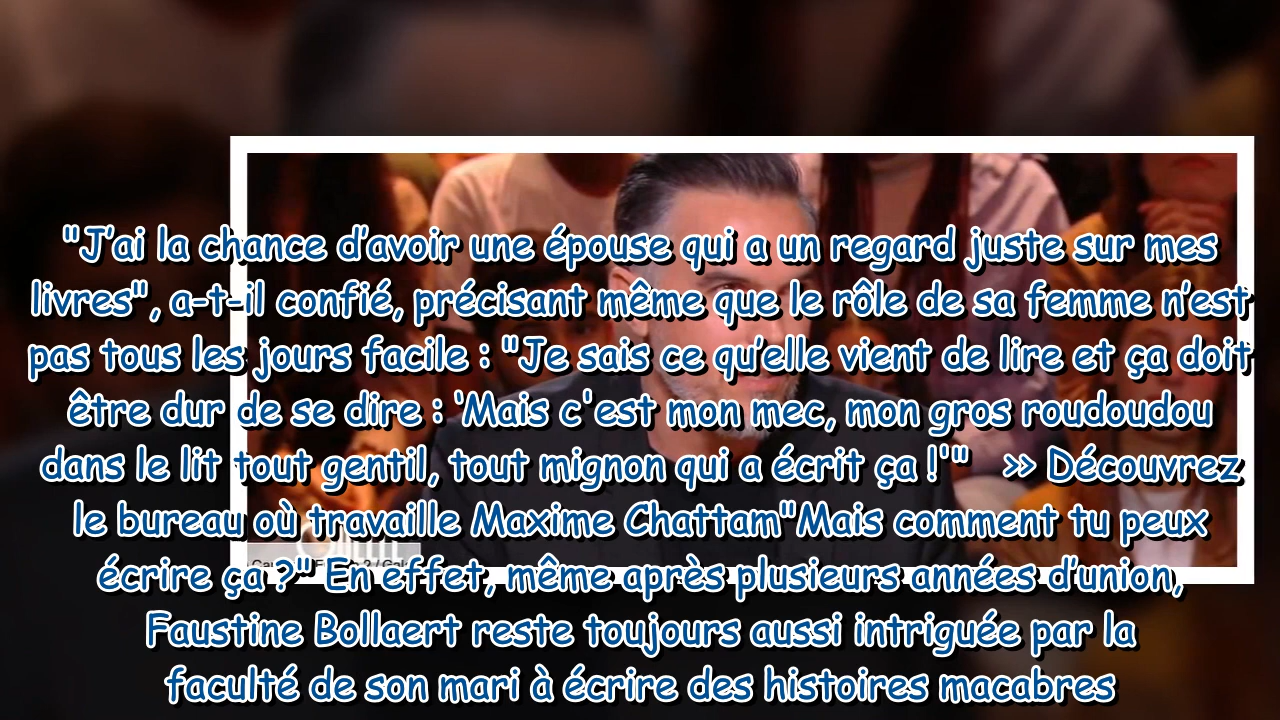 "J'ai la chance d'avoir une épouse qui a un regard juste sur mes
livres", a-t-il confié, précisant même que le rôle de sa femme n'est
pas tous les jours facile : "Je sais ce qu'elle vient de lire et ça doit
être dur de se dire : 'Mais c'est mon mec, mon gros roudoudou
dans le lit tout gentil, tout mignon qui a écrit ça !'"   >> Découvrez
le bureau où travaille Maxime Chattam"Mais comment tu peux
écrire ça ?" En effet, même après plusieurs années d'union,
Faustine Bollaert reste toujours aussi intriguée par la
faculté de son mari à écrire des histoires macabres